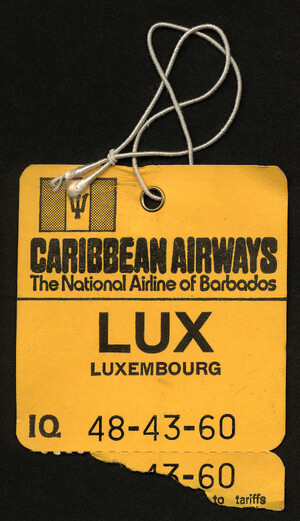 CARIBBEAN AIRWAYS
The National Airline of Barbados
LUX
LUXEMBOURG
IQ 48-43-60
43-60
to tariffs